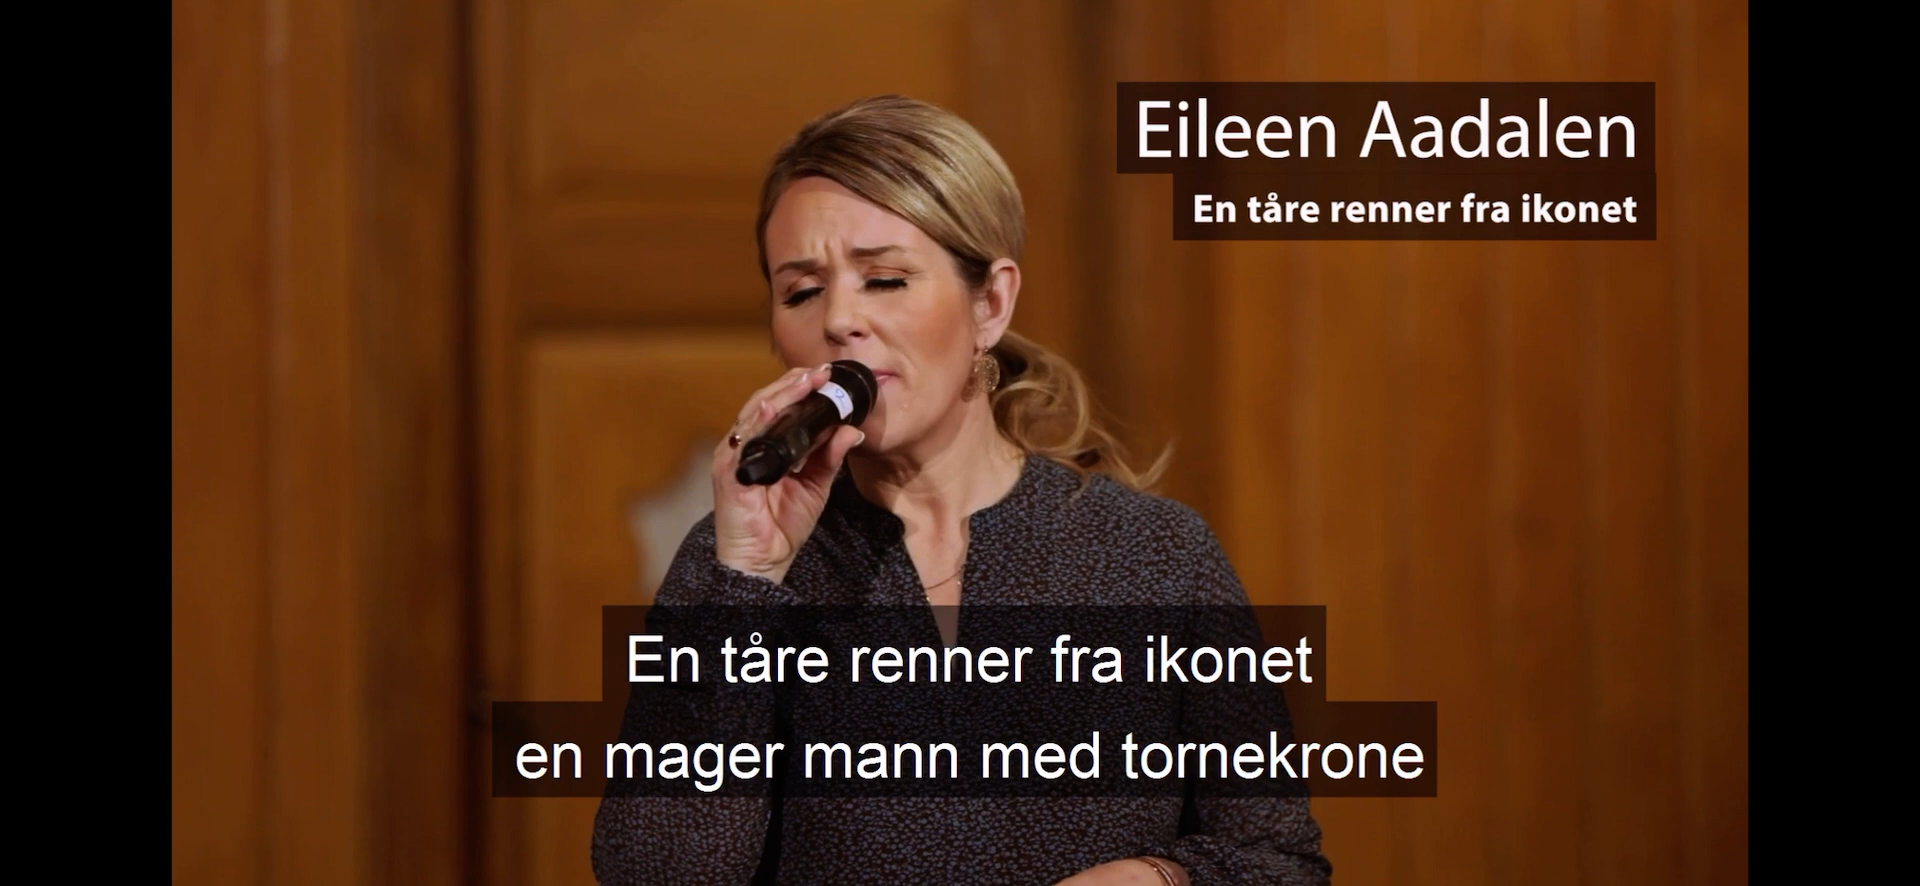 Eileen Aadalen
En tåre renner fra ikonet
En tåre renner fra ikonet
en mager mann med tornekrone